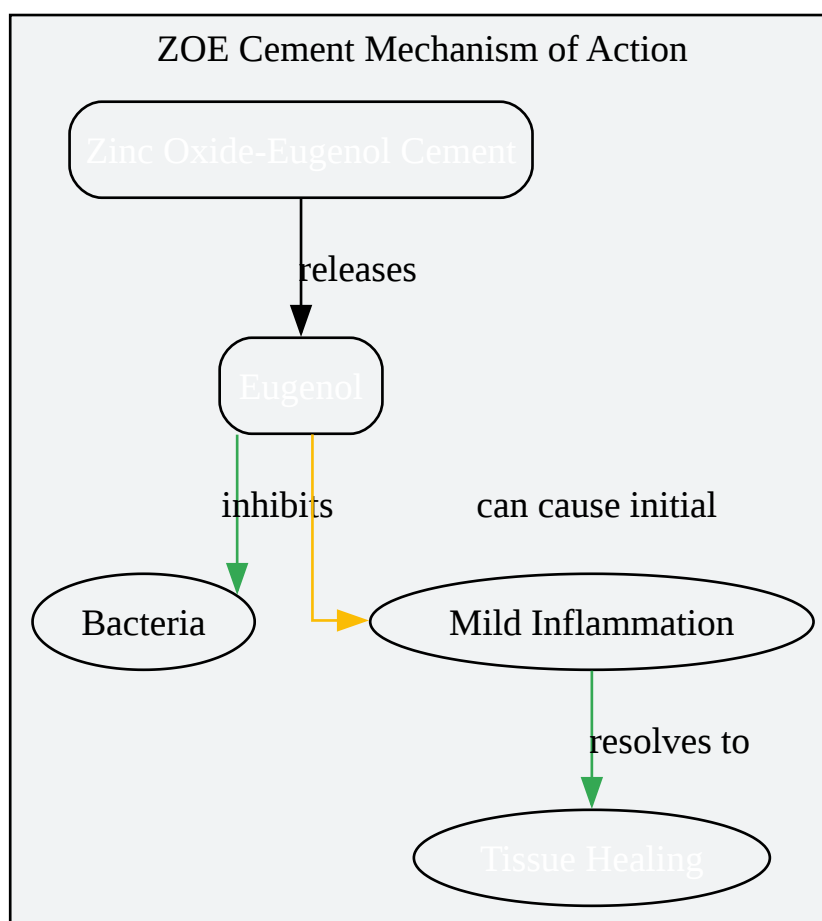 ZOE Cement Mechanism of Action
Zinc Oxide-Eugenol Cement
releases
Eugenol
inhibits
can cause initial
Bacteria
Mild Inflammation
resolves to
Tissue Healing